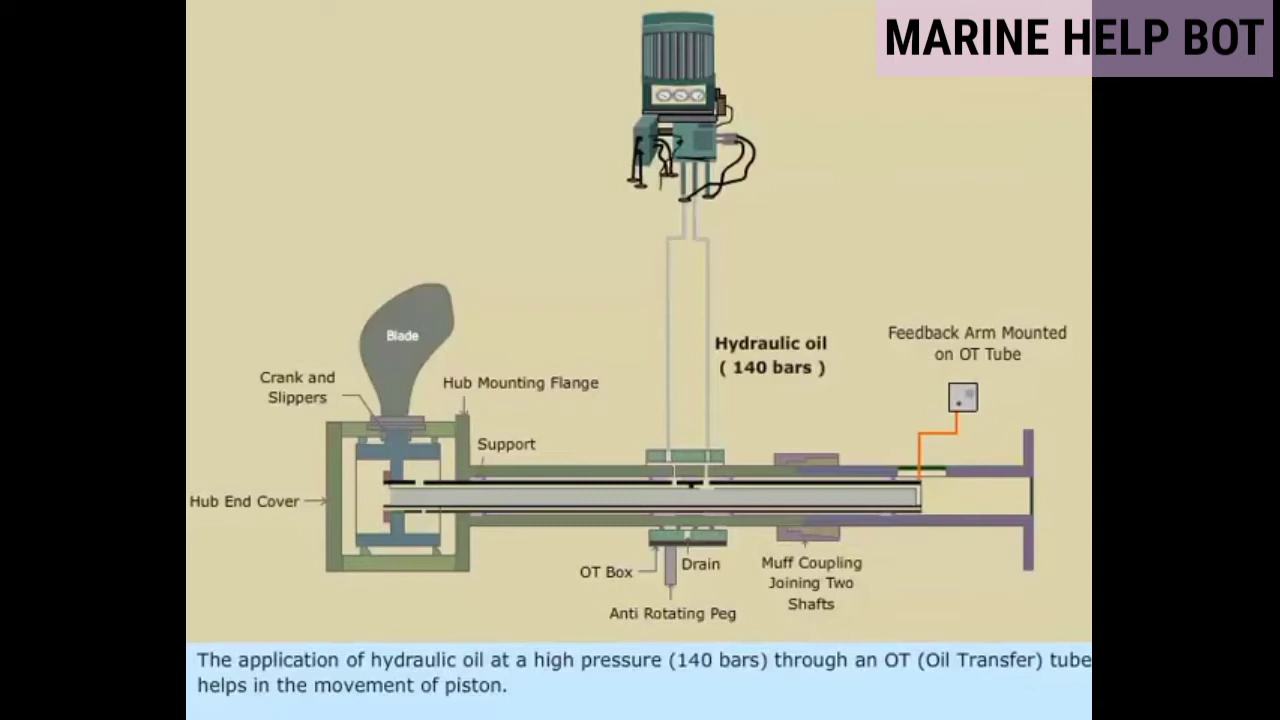 MARINE HELP BOT
Blade
Hydraulic oil
( 140 bars )
Feedback Arm Mounted
on OT Tube
Crank and
Slippers
Hub Mounting Flange
Support
Hub End Cover
OT Box
Drain
Anti Rotating Peg
Muff Coupling
Joining Two
Shafts
The application of hydraulic oil at a high pressure (140 bars) through an OT (Oil Transfer) tube
helps in the movement of piston.